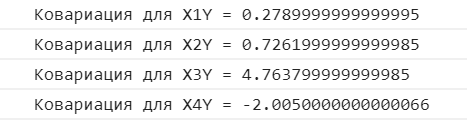 Ковариация для X1Y = 0.2789999999999995
Ковариация для X2Y = 0.7261999999999985
Ковариация для X3Y = 4.763799999999985
Ковариация для X4Y = -2.0050000000000066